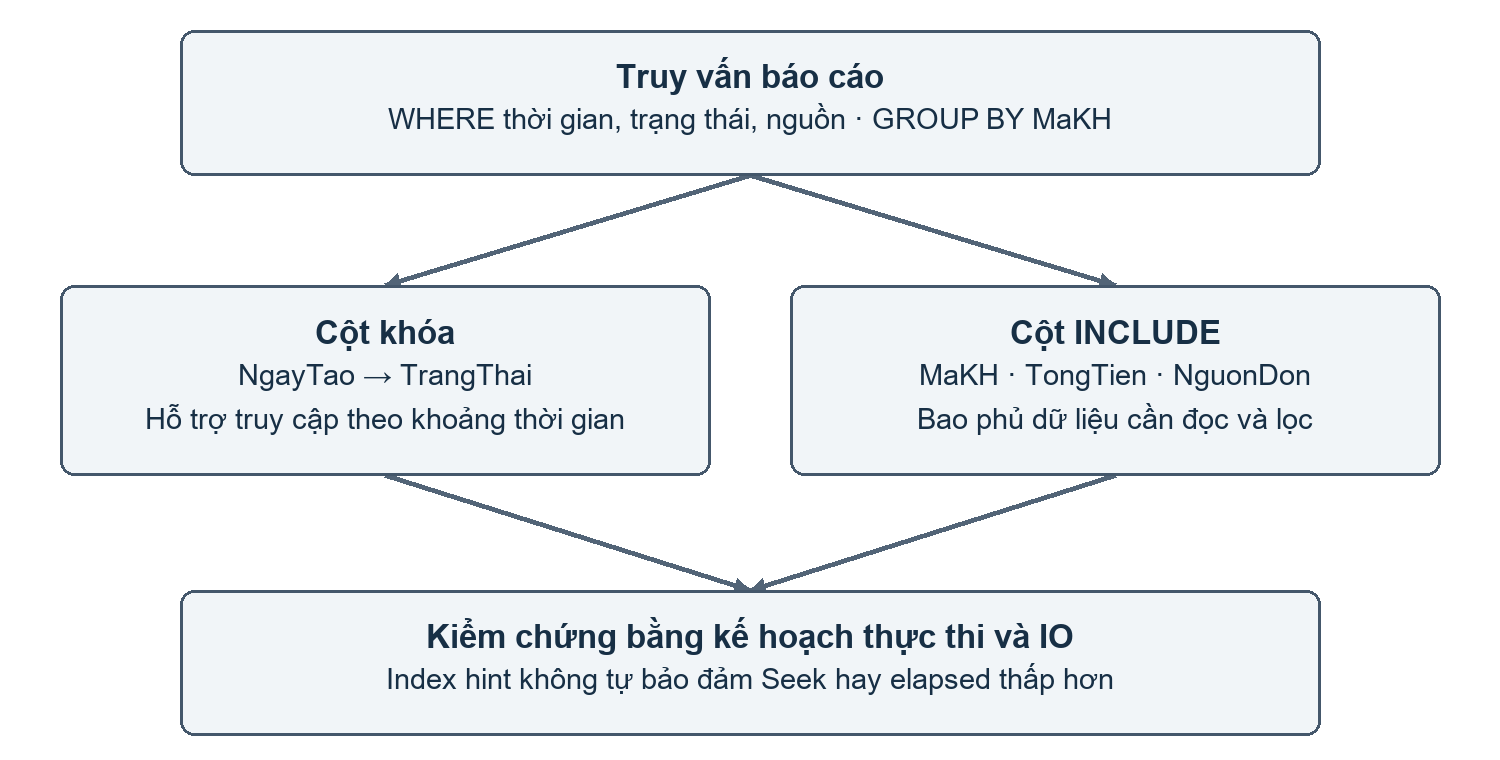 Truy vấn báo cáo
WHERE thời gian, trạng thái, nguồn · GROUP BY MaKH
Cột khóa
NgayTao → TrangThai
Hỗ trợ truy cập theo khoảng thời gian
Cột INCLUDE
MaKH · TongTien · NguonDon
Bao phủ dữ liệu cần đọc và lọc
Kiểm chứng bằng kế hoạch thực thi và IO
Index hint không tự bảo đảm Seek hay elapsed thấp hơn